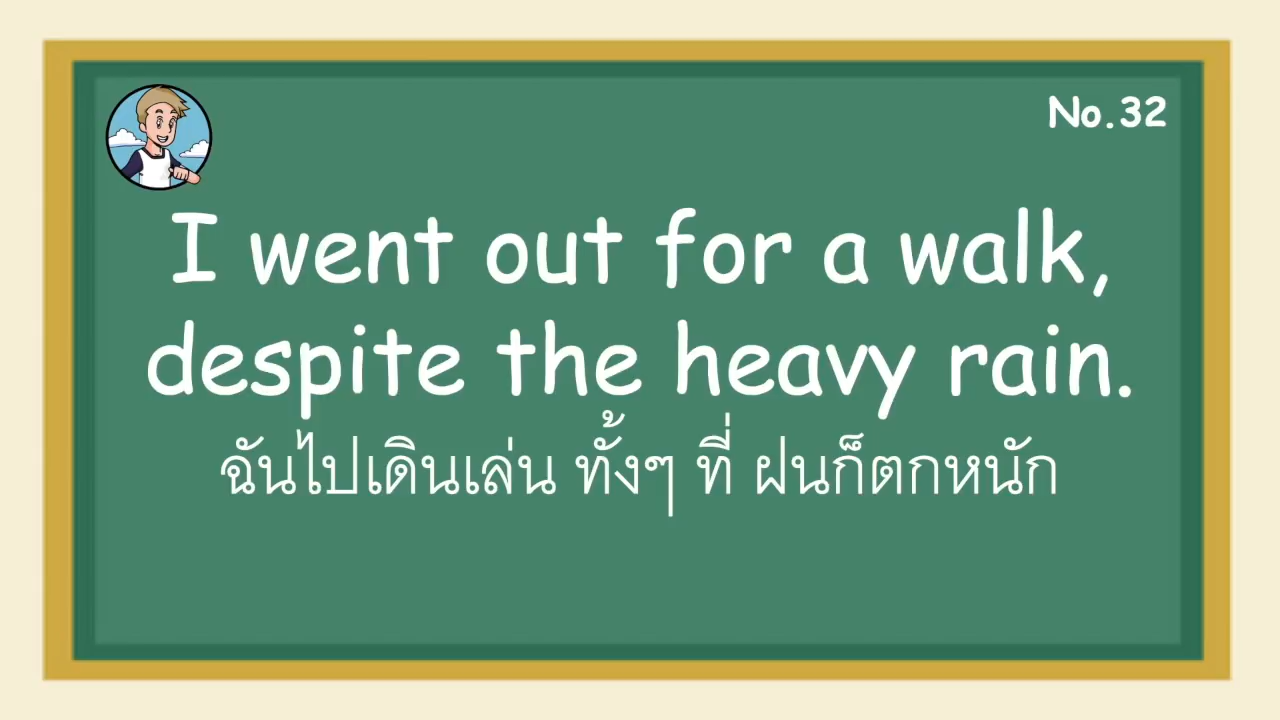 No.32
I went out for a walk,
despite the heavy rain.
ฉันไปเดินเล่น ทั้งๆ ที่ ฝนก็ตกหนัก